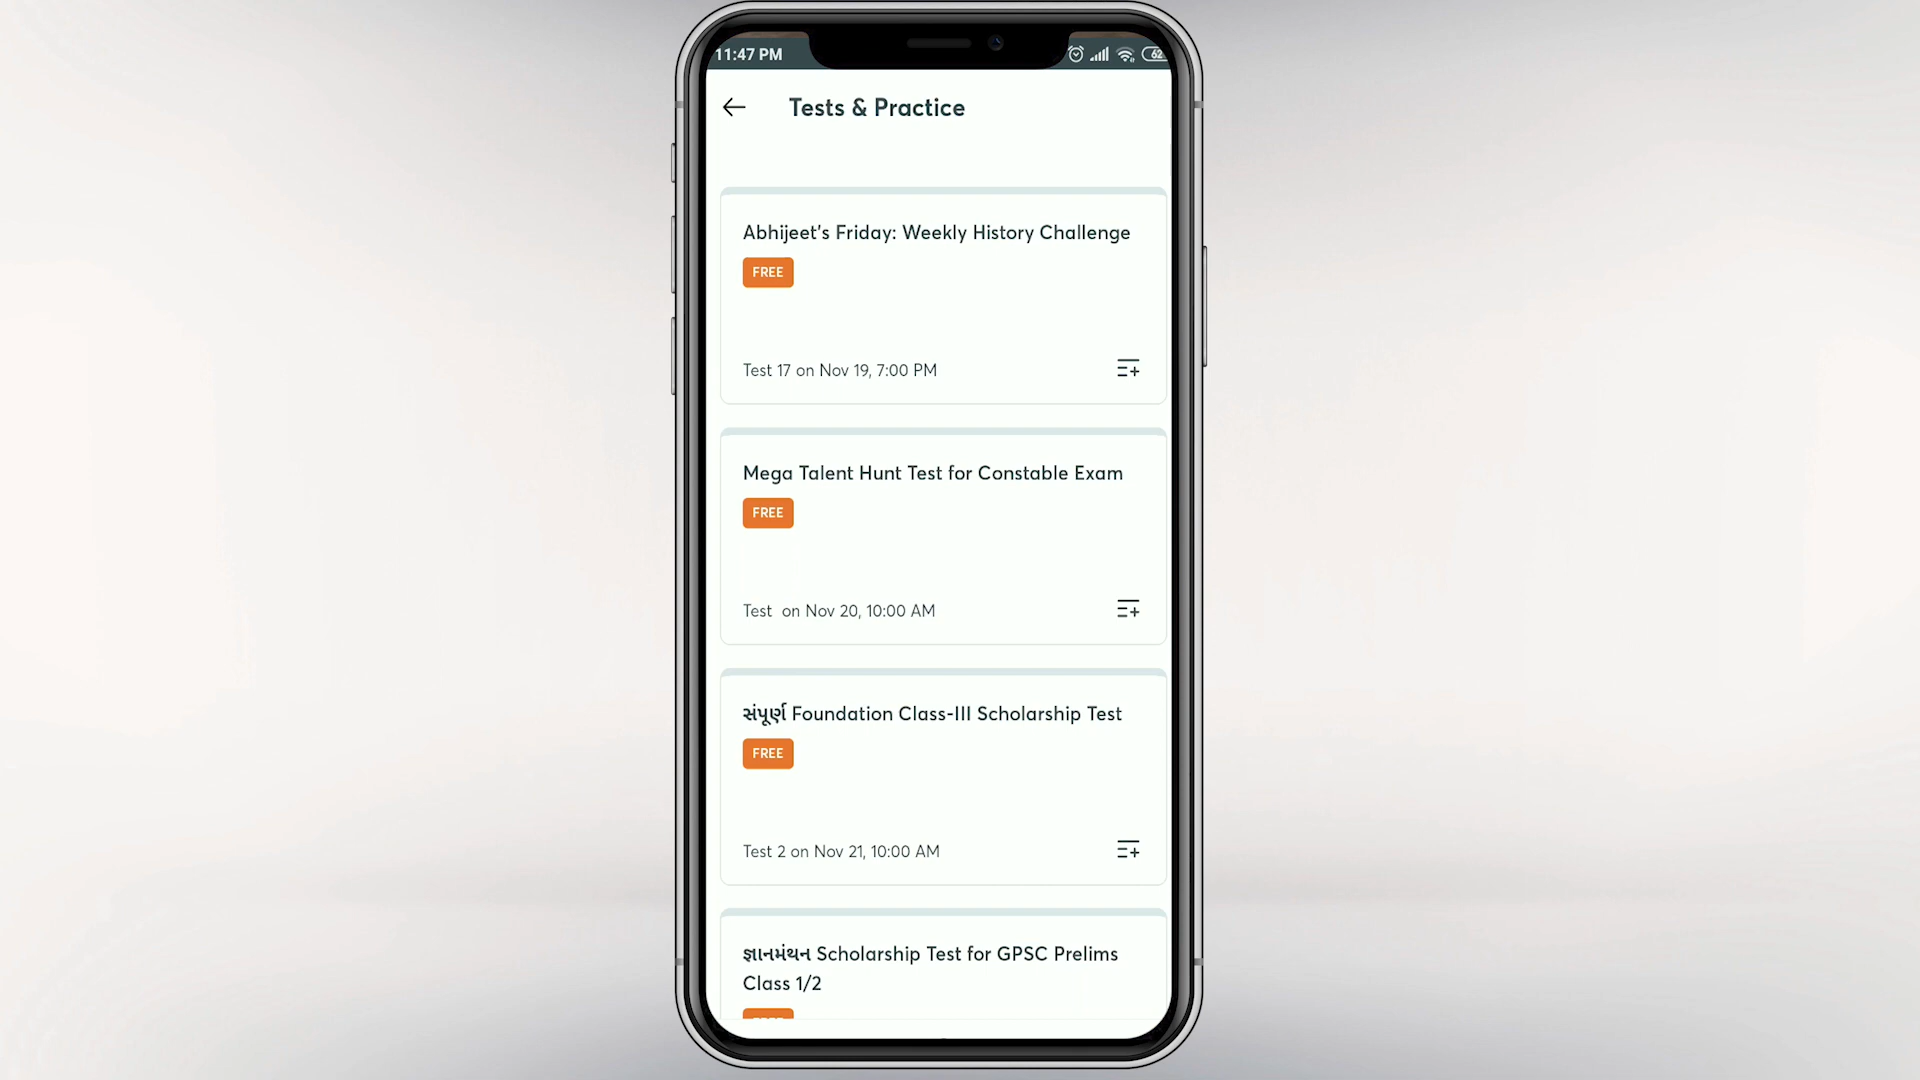 11:47 PM
62
Tests & Practice
Abhijeet's Friday: Weekly History Challenge
FREE
Test 17 on Nov 19, 7:00 PM
Mega Talent Hunt Test for Constable Exam
FREE
Test on Nov 20, 10:00 AM
સંપૂર્ણ Foundation Class-III Scholarship Test
FREE
Test 2 on Nov 21, 10:00 AM
જ્ઞાનમંથન Scholarship Test for GPSC Prelims
Class 1/2